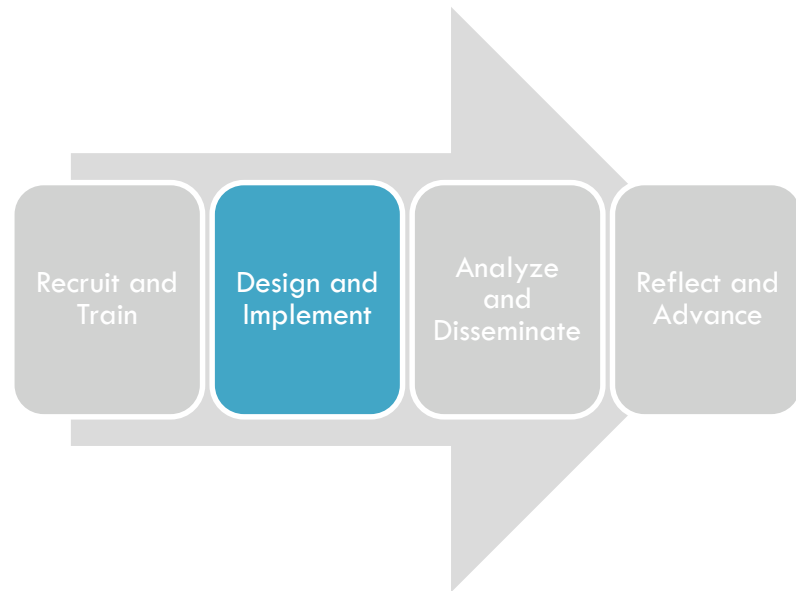 Recruit and
Train
Design and
Implement
Analyze
and
Disseminate
Reflect and
Advance